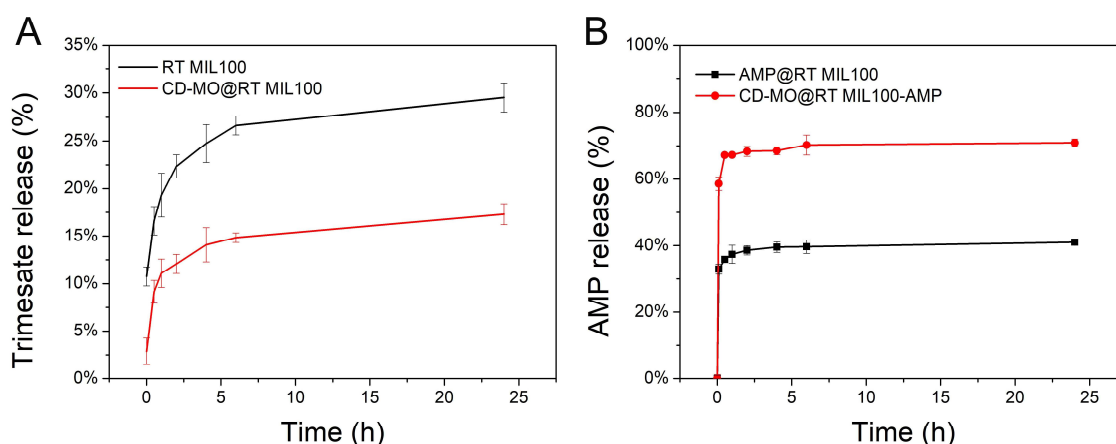 A
35%
30%
25%
20%
15%
10%
5%
0%
Trimesate release (%)
RT MIL100
CD-MO@RT MIL100
0
5
10
15
20
25
Time (h)
B
100%
80%
60%
40%
20%
0%
AMP release (%)
AMP@RT MIL100
CD-MO@RT MIL100-AMP
0
5
10
15
20
25
Time (h)